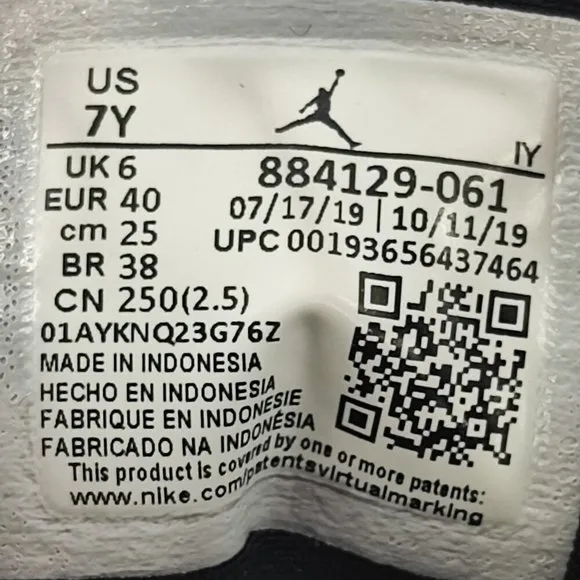 US
7Y
IY
UK 6
EUR 40
cm 25
BR 38
CN 250(2.5)
884129-061
07/17/19 | 10/11/19
UPC 00193656437464
01AYKNQ23G76Z
MADE IN INDONESIA
HECHO EN INDONESIA
FABRIQUE EN INDONESIE
FABRICADO NA INDONÉSIA
This product is covered by one or more patents:
www.nike.com/patentsvirtualmarking